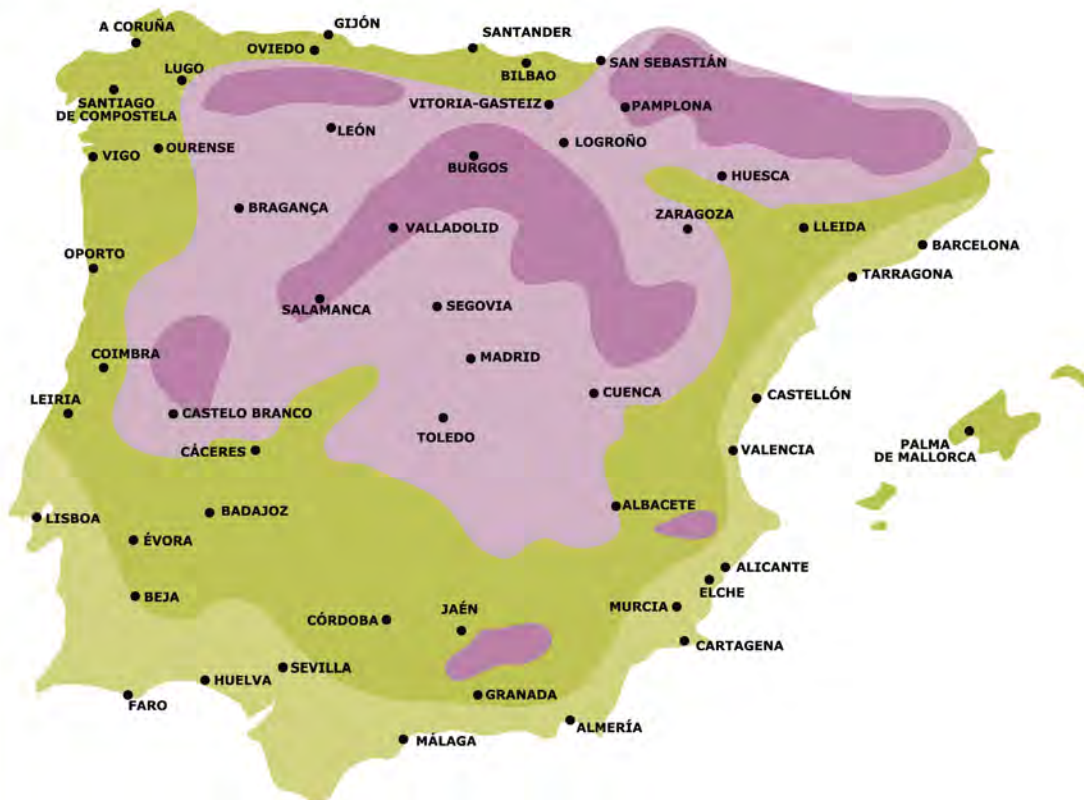 A CORUÑA
GIJÓN
OVIEDO
SANTANDER
BILBAO
SAN SEBASTIÁN
LUGO
SANTIAGO
DE COMPOSTELA
VITORIA-GASTEIZ
PAMPLONA
LEÓN
LOGROÑO
VIGO
OURENSE
BURGOS
HUESCA
BRAGANÇA
VALLADOLID
ZARAGOZA
LLEIDA
BARCELONA
OPORTO
TARRAGONA
SALAMANCA
SEGOVIA
COIMBRA
MADRID
LEIRIA
CASTELO BRANCO
CUENCA
CASTELLÓN
TOLEDO
CÁCERES
VALENCIA
PALMA
DE MALLORCA
LISBOA
BADAJOZ
ALBACETE
ÉVORA
ALICANTE
ELCHE
BEJA
CÓRDOBA
JAÉN
MURCIA
CARTAGENA
SEVILLA
HUELVA
FARO
GRANADA
ALMERÍA
MÁLAGA